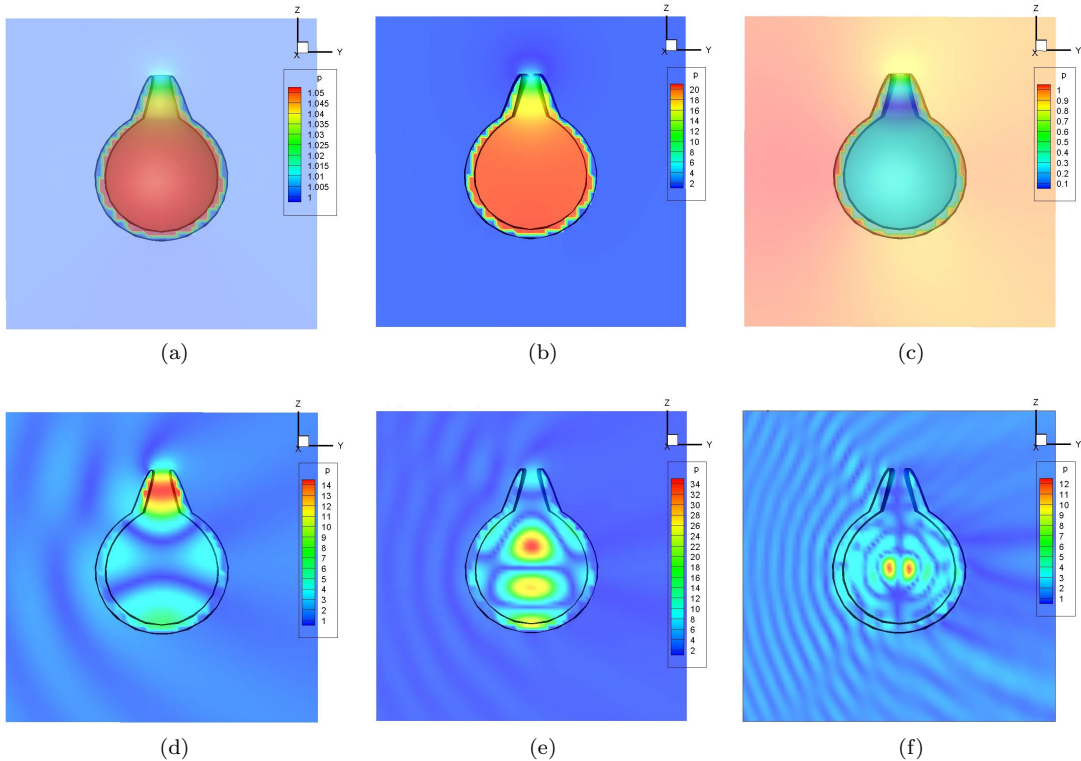 Z
Y
X
p
1.05
1.045
1.04
1.035
1.03
1.025
1.02
1.015
1.01
1.005
1
(a)
Z
Y
X
p
20
18
16
14
12
10
8
6
4
2
(b)
Z
Y
X
p
1
0.9
0.8
0.7
0.6
0.5
0.4
0.3
0.2
0.1
(c)
Z
Y
X
p
14
13
12
11
10
9
8
7
6
5
4
3
2
1
(d)
Z
Y
X
p
34
32
30
28
26
24
22
20
18
16
14
12
10
8
6
4
2
(e)
Z
Y
X
p
12
11
10
9
8
7
6
5
4
3
2
1
(f)